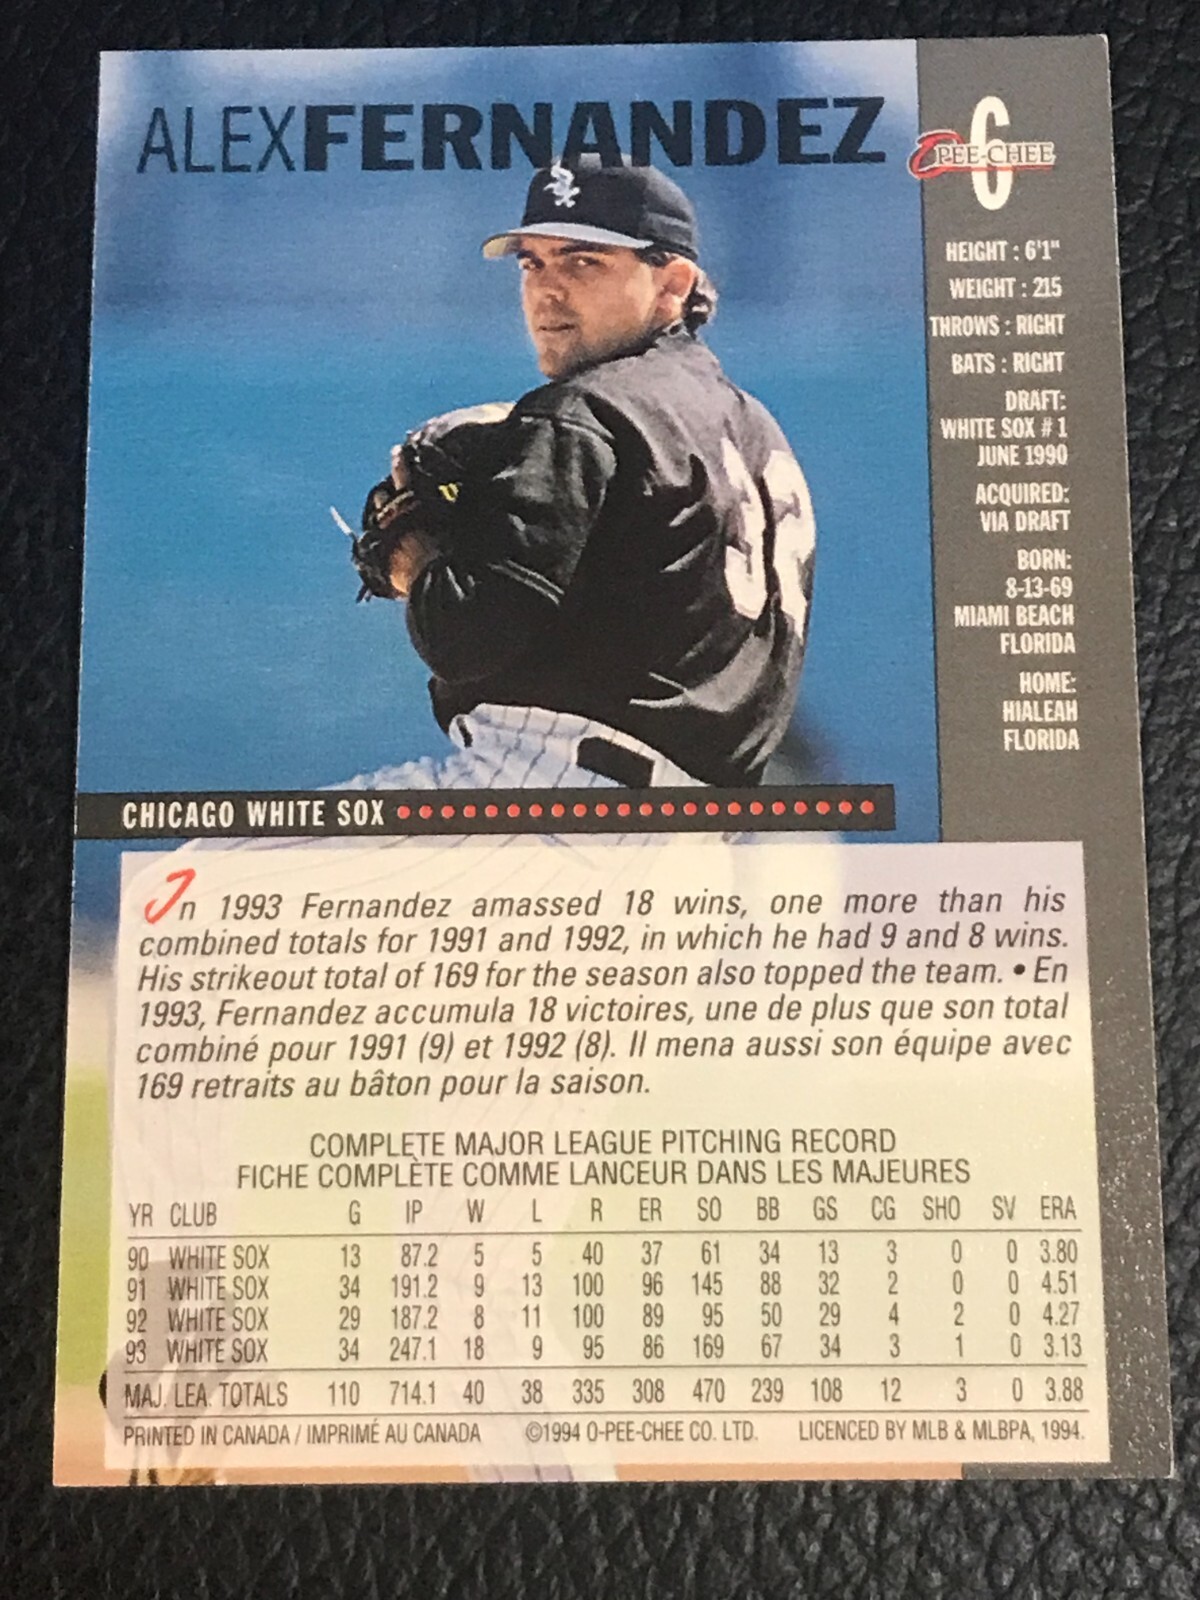 ALEXFERNANDEZ
6
O-PEE-CHEE
HEIGHT : 6'1"
WEIGHT : 215
THROWS : RIGHT
BATS : RIGHT
DRAFT:
WHITE SOX # 1
JUNE 1990
ACQUIRED:
VIA DRAFT
BORN:
8-13-69
MIAMI BEACH
FLORIDA
HOME:
HIALEAH
FLORIDA
CHICAGO WHITE SOX
In 1993 Fernandez amassed 18 wins, one more than his
combined totals for 1991 and 1992, in which he had 9 and 8 wins.
His strikeout total of 169 for the season also topped the team. • En
1993, Fernandez accumula 18 victoires, une de plus que son total
combiné pour 1991 (9) et 1992 (8). Il mena aussi son équipe avec
169 retraits au bâton pour la saison.
COMPLETE MAJOR LEAGUE PITCHING RECORD
FICHE COMPLÈTE COMME LANCEUR DANS LES MAJEURES
YR CLUB G IP W L R ER SO BB GS CG SHO SV ERA
90 WHITE SOX 13 87.2 5 5 40 37 61 34 13 3 0 0 3.80
91 WHITE SOX 34 191.2 9 13 100 96 145 88 32 2 0 0 4.51
92 WHITE SOX 29 187.2 8 11 100 89 95 50 29 4 2 0 4.27
93 WHITE SOX 34 247.1 18 9 95 86 169 67 34 3 1 0 3.13
MAJ. LEA. TOTALS 110 714.1 40 38 335 308 470 239 108 12 3 0 3.88
PRINTED IN CANADA / IMPRIMÉ AU CANADA ©1994 O-PEE-CHEE CO. LTD. LICENCED BY MLB & MLBPA, 1994.